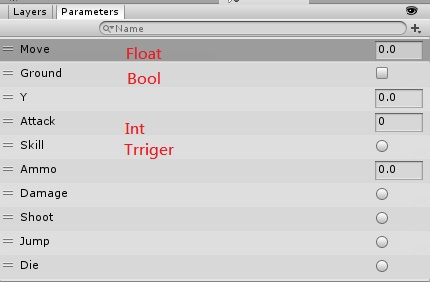 Layers Parameters
Name
Move Float 0.0
Ground Bool
Y 0.0
Attack Int 0
Skill Trriger
Ammo 0.0
Damage
Shoot
Jump
Die